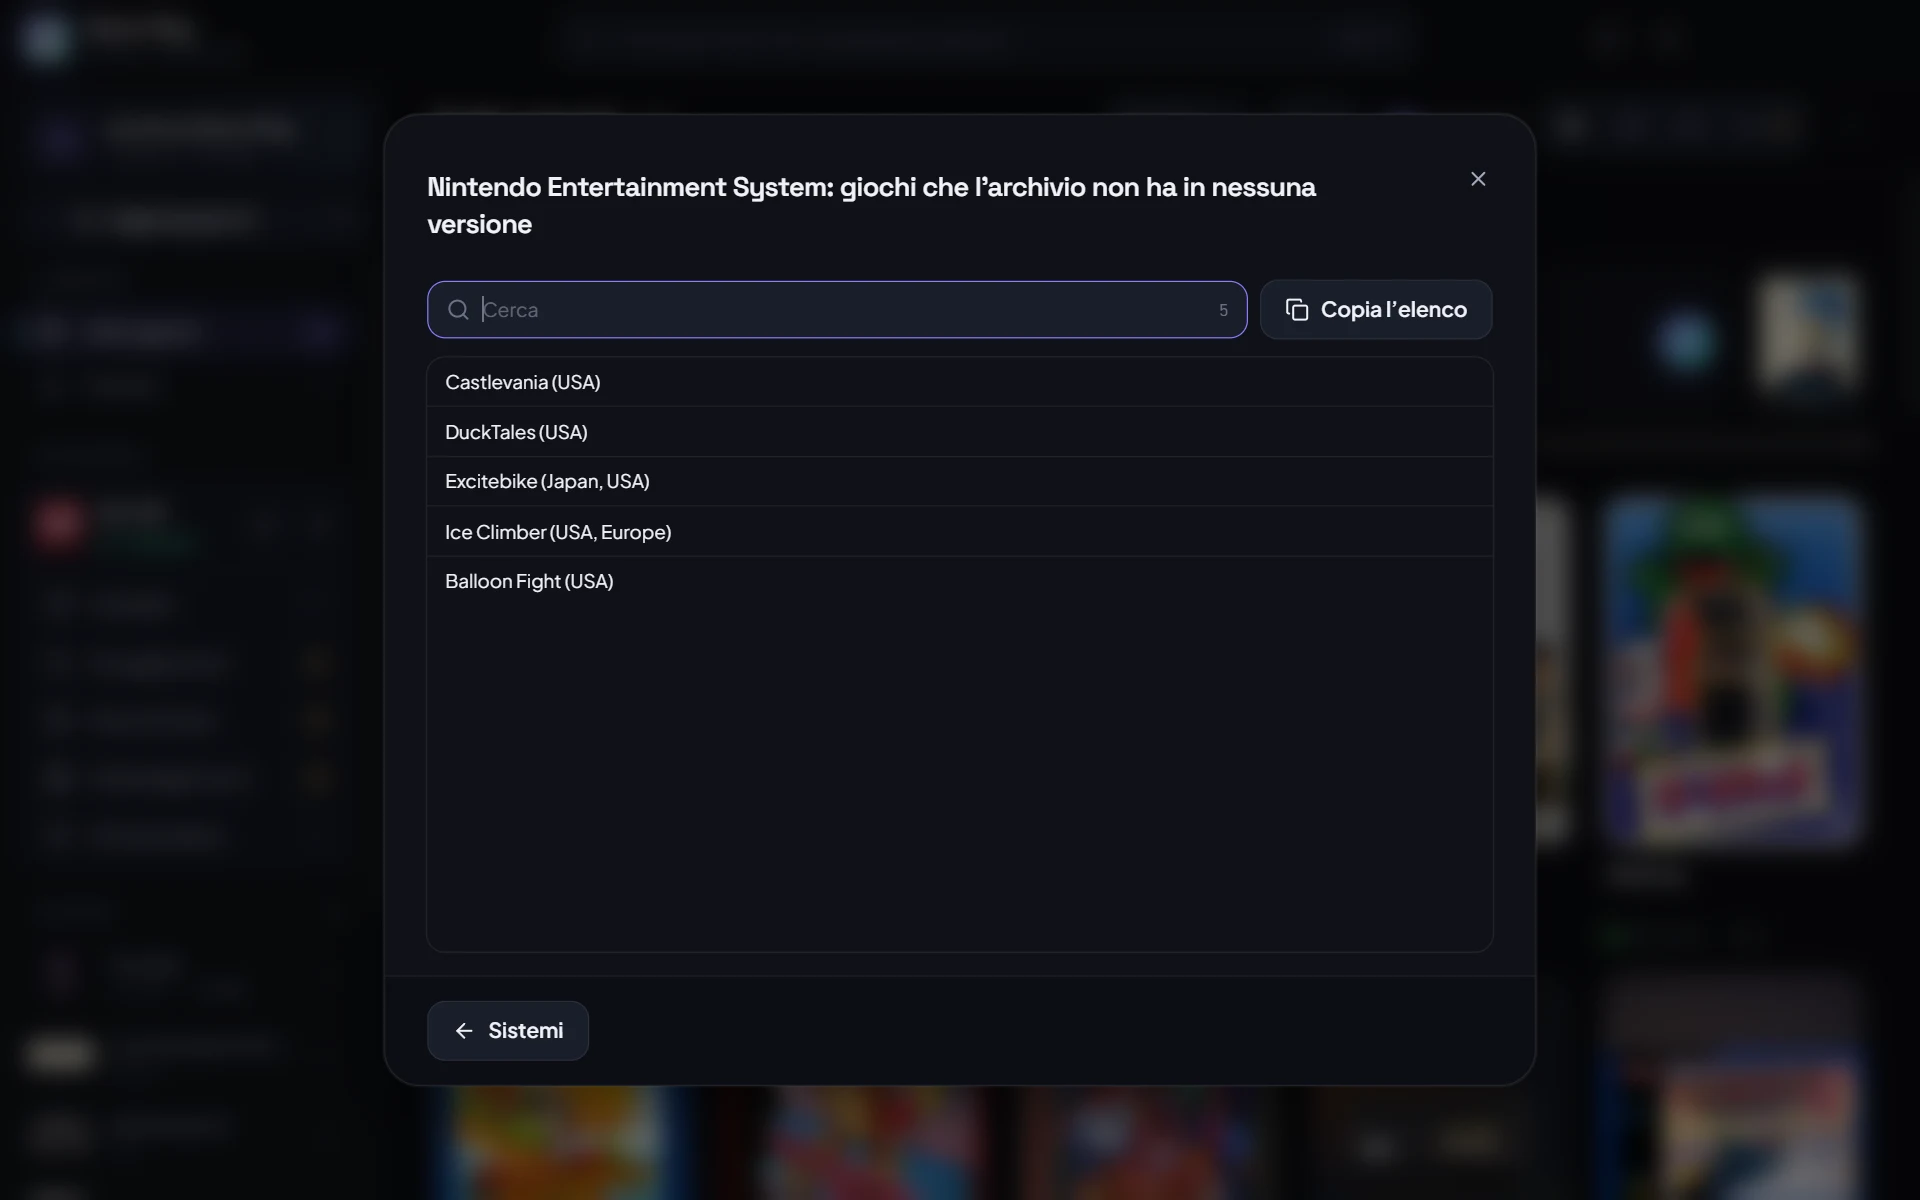 Nintendo Entertainment System: giochi che l’archivio non ha in nessuna
versione
Cerca
5
Copia l’elenco
Castlevania (USA)
DuckTales (USA)
Excitebike (Japan, USA)
Ice Climber (USA, Europe)
Balloon Fight (USA)
Sistemi